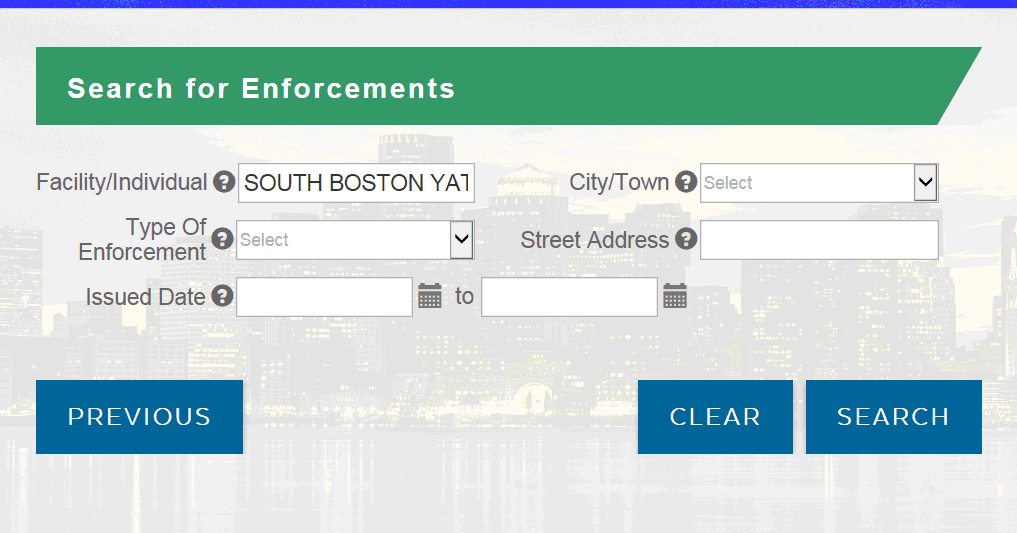 Search for Enforcements
Facility/Individual ? SOUTH BOSTON YAT City/Town ? Select
Type Of
Enforcement ? Select Street Address ?
Issued Date ? to
PREVIOUS CLEAR SEARCH